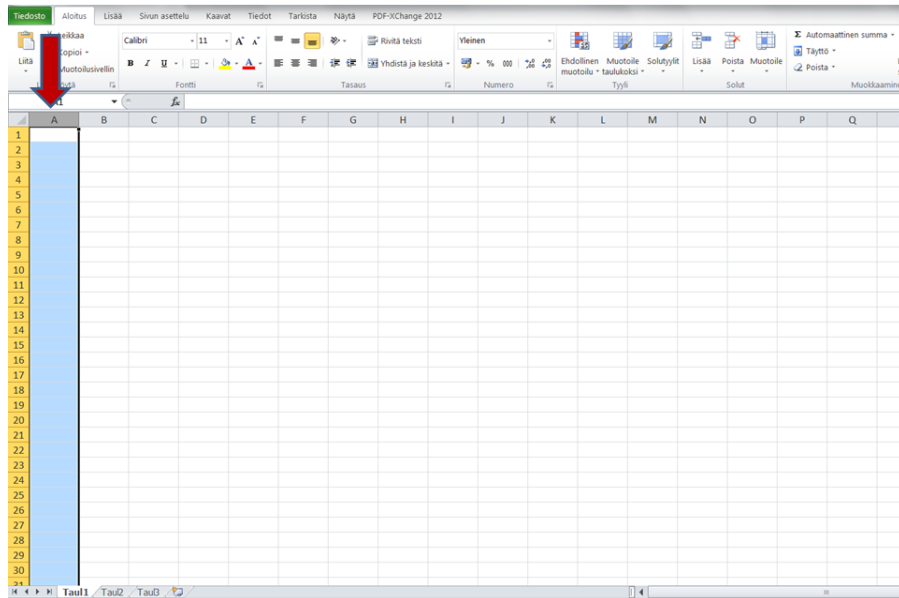 Tiedosto Aloitus Lisää Sivun asettelu Kaavat Tiedot Tarkista Näytä PDF-XChange 2012
Liitä
Kopioi
Muotoilusivellin
Calibri 11 A A
B I U A
Fontti
Rivitä teksti
Yhdistä ja keskitä
Tasaus
Yleinen
% 000
Numero
Ehdollinen muotoilu
Muotoile taulukoksi
Solutyylit
Tyyli
Lisää Poista Muotoile
Solut
Σ Automaattinen summa
Täyttö
Poista
fx
A B C D E F G H I J K L M N O P Q
1
2
3
4
5
6
7
8
9
10
11
12
13
14
15
16
17
18
19
20
21
22
23
24
25
26
27
28
29
30
31
Taul1 Taul2 Taul3